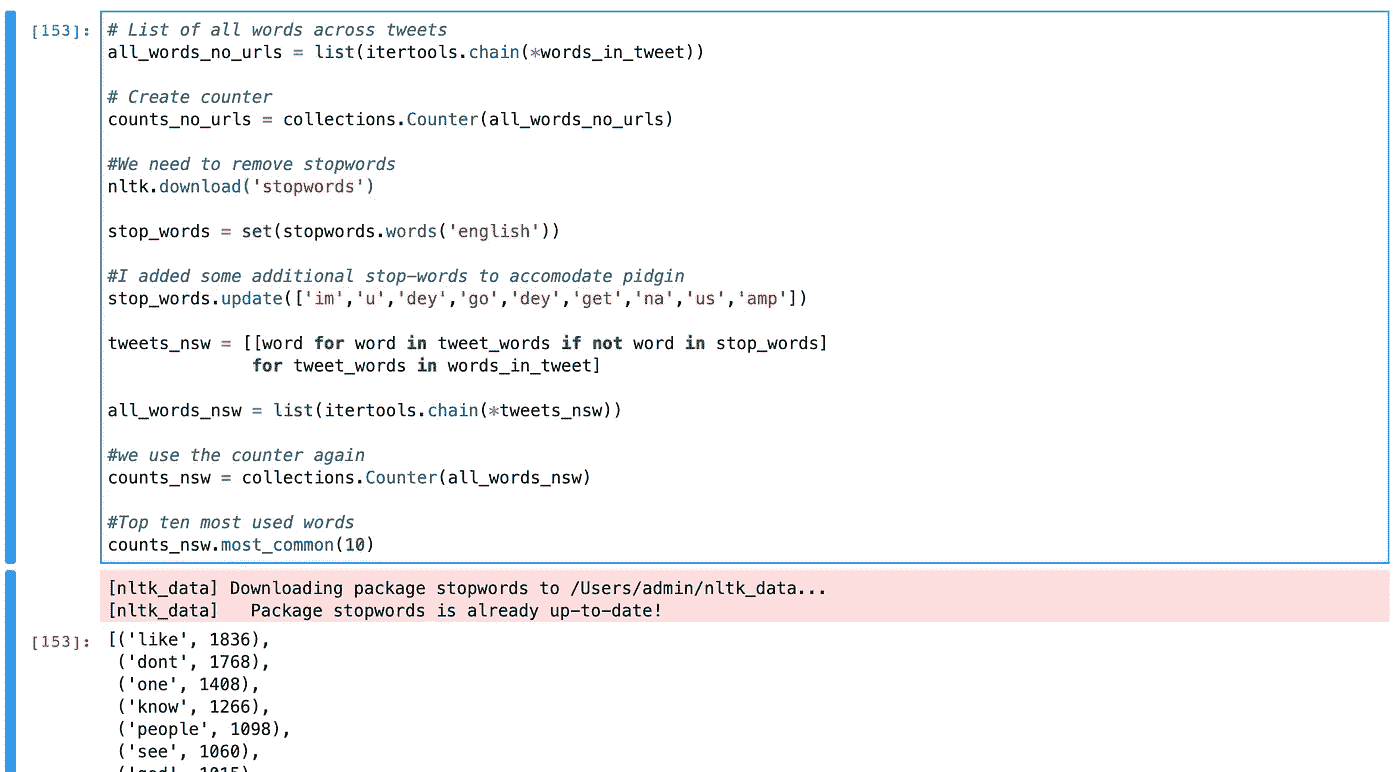 [153]: # List of all words across tweets
all_words_no_urls = list(itertools.chain(*words_in_tweet))
# Create counter
counts_no_urls = collections.Counter(all_words_no_urls)
#We need to remove stopwords
nltk.download('stopwords')
stop_words = set(stopwords.words('english'))
#I added some additional stop-words to accomodate pidgin
stop_words.update(['im','u','dey','go','dey','get','na','us','amp'])
tweets_nsw = [[word for word in tweet_words if not word in stop_words]
for tweet_words in words_in_tweet]
all_words_nsw = list(itertools.chain(*tweets_nsw))
#we use the counter again
counts_nsw = collections.Counter(all_words_nsw)
#Top ten most used words
counts_nsw.most_common(10)
[nltk_data] Downloading package stopwords to /Users/admin/nltk_data...
[nltk_data]   Package stopwords is already up-to-date!
[153]: [('like', 1836),
('dont', 1768),
('one', 1408),
('know', 1266),
('people', 1098),
('see', 1060),